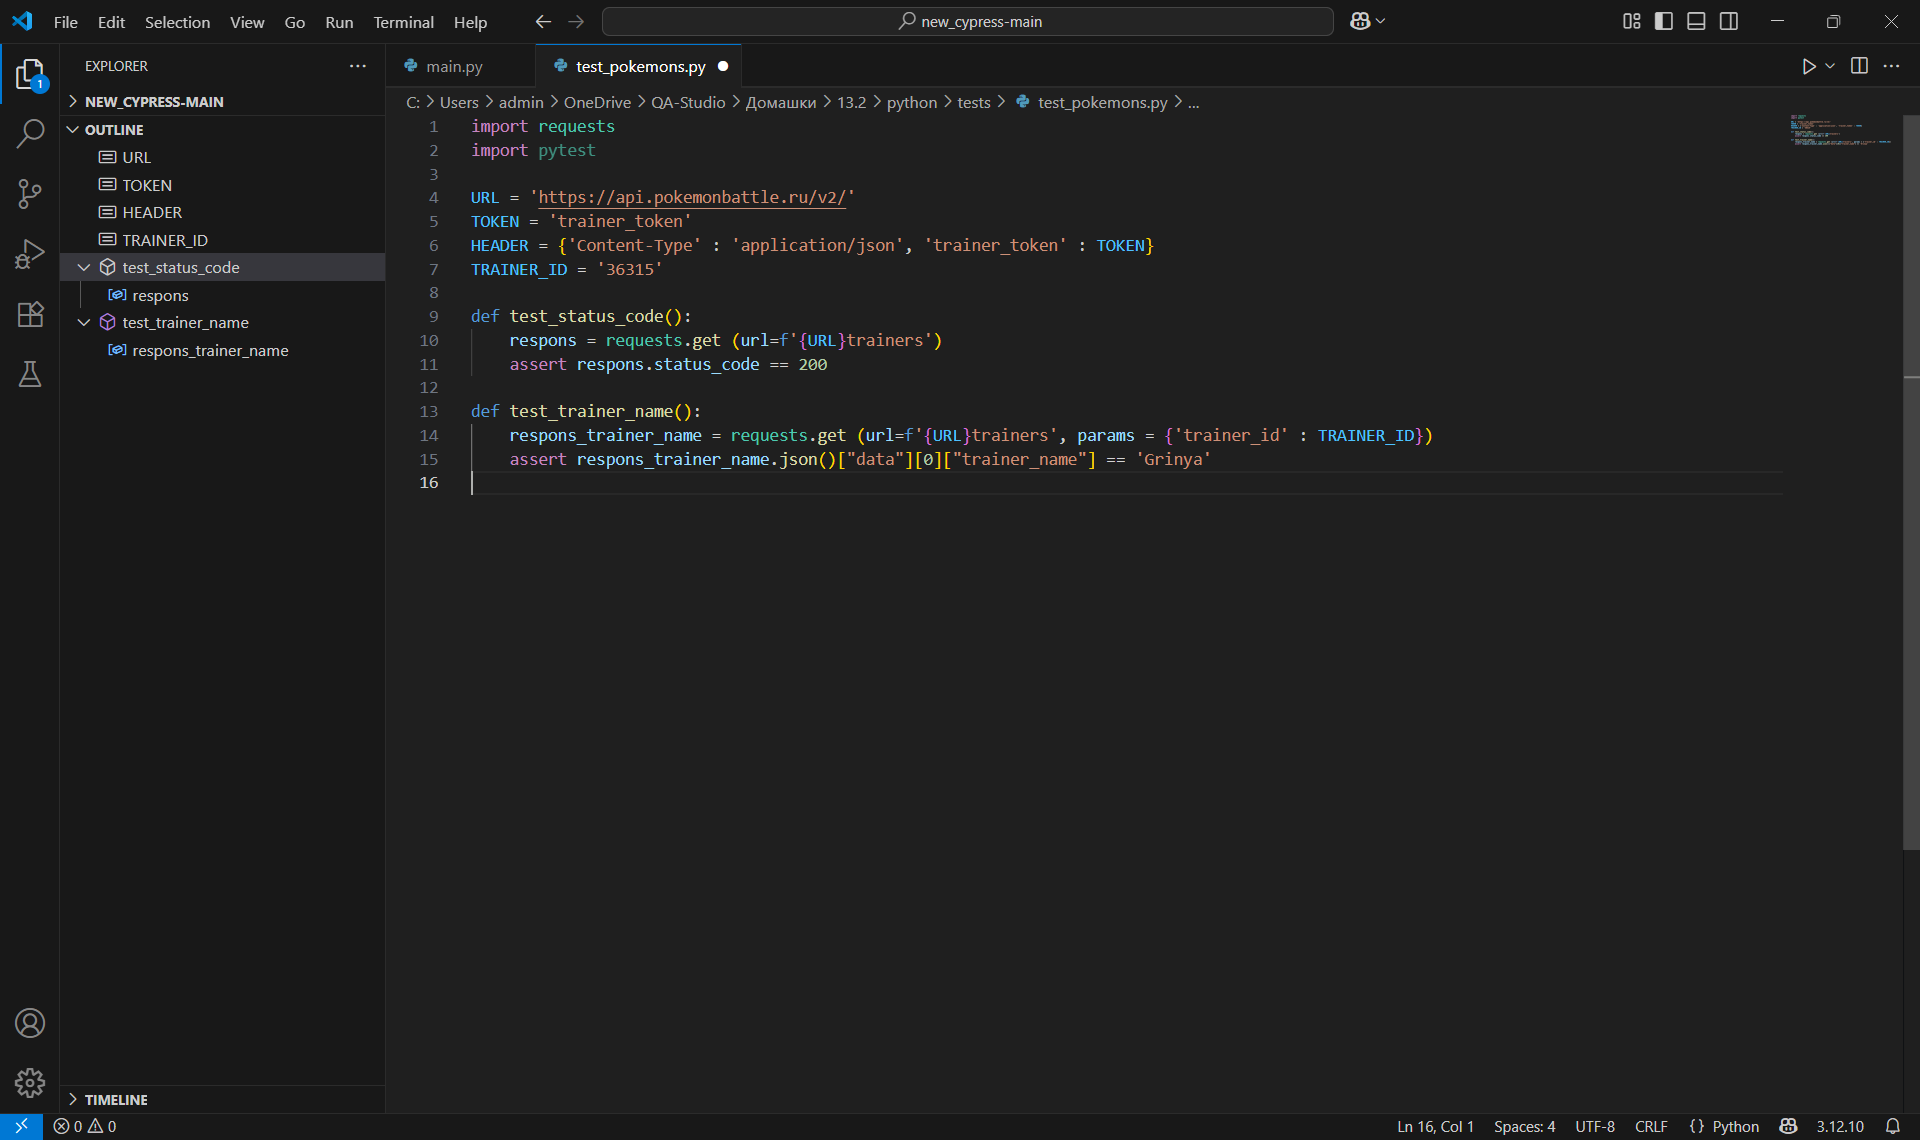 File Edit Selection View Go Run Terminal Help
new_cypress-main
EXPLORER
1
NEW_CYPRESS-MAIN
OUTLINE
URL
TOKEN
HEADER
TRAINER_ID
test_status_code
respons
test_trainer_name
respons_trainer_name
TIMELINE
main.py
test_pokemons.py
C: > Users > admin > OneDrive > QA-Studio > Домашки > 13.2 > python > tests > test_pokemons.py > ...
1 import requests
2 import pytest
3
4 URL = 'https://api.pokemonbattle.ru/v2/'
5 TOKEN = 'trainer_token'
6 HEADER = {'Content-Type' : 'application/json', 'trainer_token' : TOKEN}
7 TRAINER_ID = '36315'
8
9 def test_status_code():
10     respons = requests.get (url=f'{URL}trainers')
11     assert respons.status_code == 200
12
13 def test_trainer_name():
14     respons_trainer_name = requests.get (url=f'{URL}trainers', params = {'trainer_id' : TRAINER_ID})
15     assert respons_trainer_name.json()["data"][0]["trainer_name"] == 'Grinya'
16
0 0
Ln 16, Col 1 Spaces: 4 UTF-8 CRLF {} Python 3.12.10